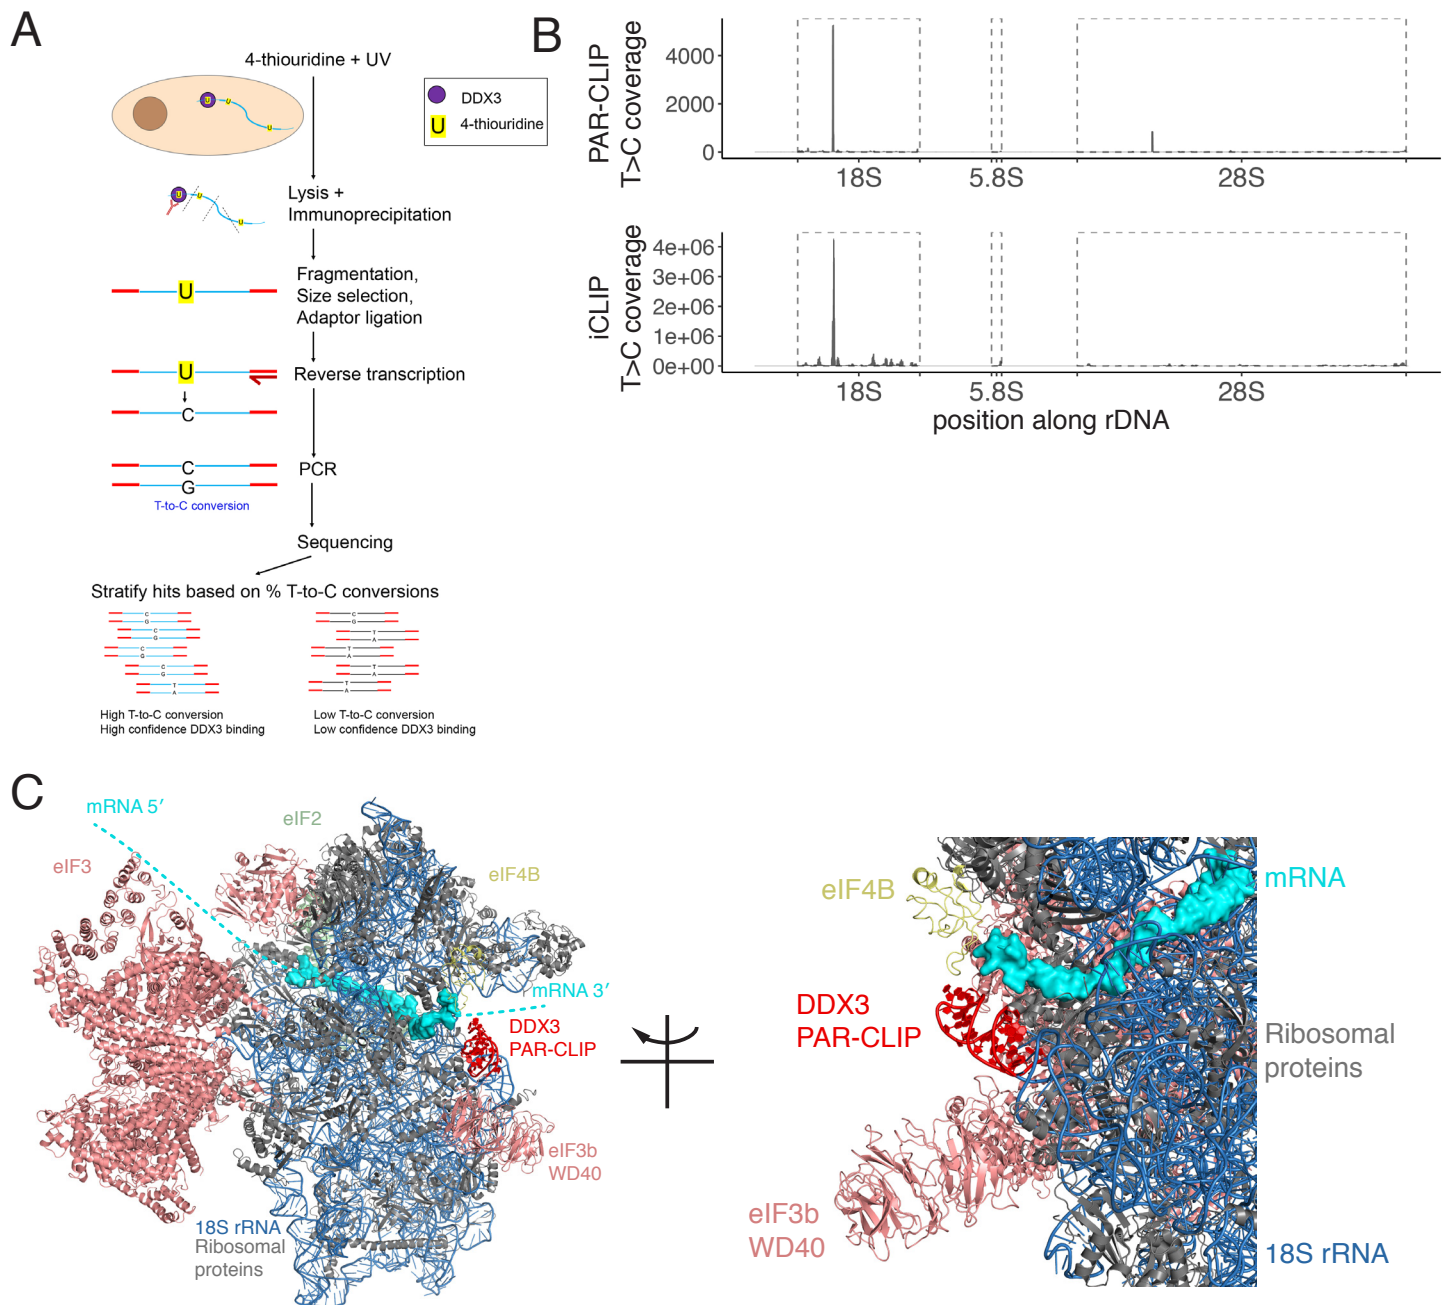 A
4-thiouridine + UV
U
U
U
DDX3
U
4-thiouridine
U
U
U
Lysis +
Immunoprecipitation
Fragmentation,
Size selection,
Adaptor ligation
U
U
Reverse transcription
C
C
G
PCR
T-to-C conversion
Sequencing
Stratify hits based on % T-to-C conversions
C
G
C
G
C
G
C
G
T
A
C
G
T
A
T
A
T
A
T
A
High T-to-C conversion
High confidence DDX3 binding
Low T-to-C conversion
Low confidence DDX3 binding
B
PAR-CLIP
T>C coverage
4000
2000
0
18S
5.8S
28S
iCLIP
T>C coverage
4e+06
3e+06
2e+06
1e+06
0e+00
18S
5.8S
28S
position along rDNA
C
mRNA 5′
eIF2
eIF3
eIF4B
mRNA 3′
DDX3
PAR-CLIP
eIF3b
WD40
18S rRNA
Ribosomal
proteins
eIF4B
mRNA
DDX3
PAR-CLIP
Ribosomal
proteins
eIF3b
WD40
18S rRNA